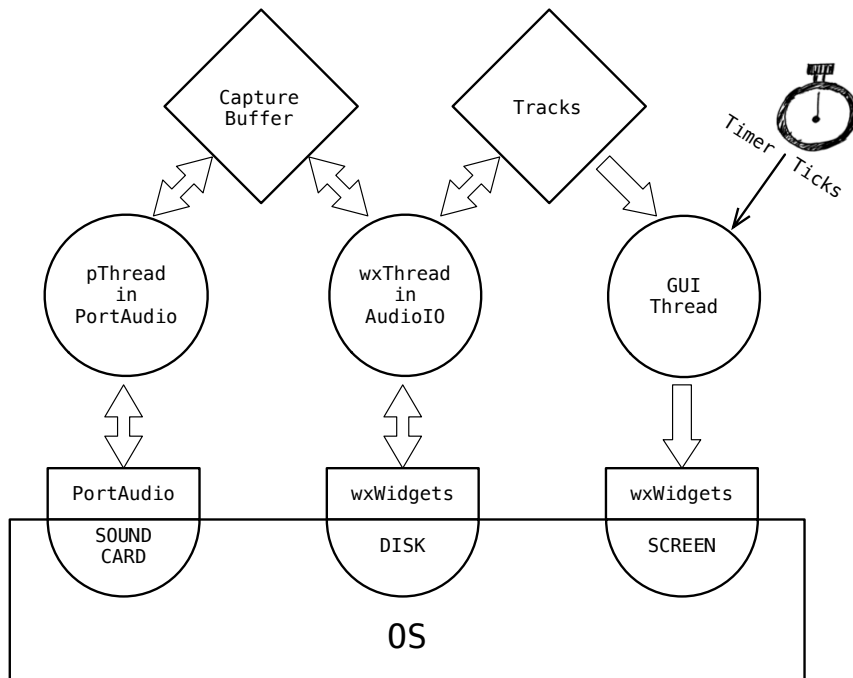 Capture
Buffer
Tracks
Timer Ticks
pThread
in
PortAudio
wxThread
in
AudioIO
GUI
Thread
PortAudio
wxWidgets
wxWidgets
SOUND
CARD
DISK
SCREEN
OS